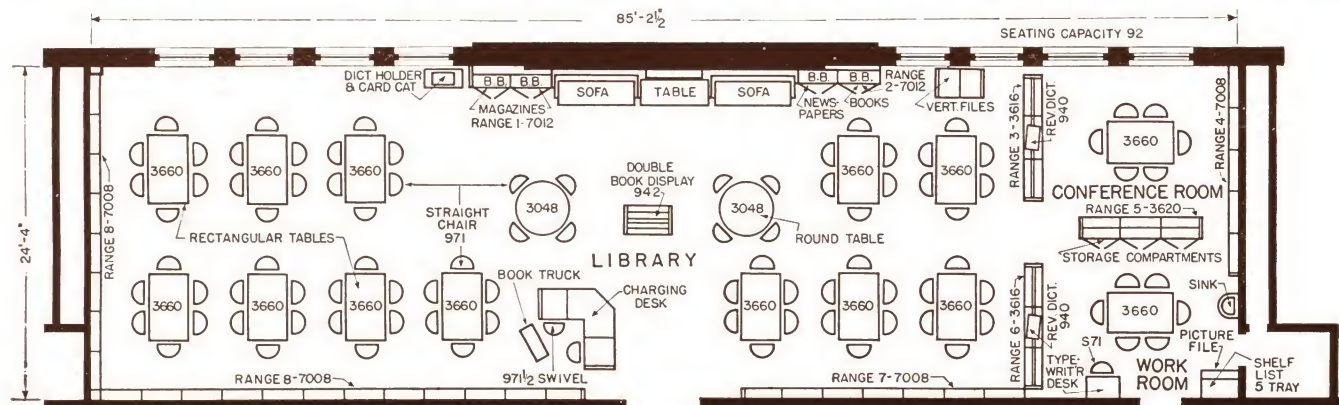 85'-2½"
SEATING CAPACITY 92
24'-4"
DICT HOLDER
& CARD CAT
B.B.
B.B.
MAGAZINES
RANGE 1-7012
SOFA
TABLE
SOFA
B.B.
B.B.
NEWS-
PAPERS
BOOKS
RANGE
2-7012
VERT. FILES
RANGE 3-3616
REV. DICT.
940
RANGE 4-7008
3660
3660
3660
3660
3660
3660
CONFERENCE ROOM
RANGE 5-3620
STORAGE COMPARTMENTS
RANGE 8-7008
STRAIGHT
CHAIR
971
3048
DOUBLE
BOOK DISPLAY
942
3048
RECTANGULAR TABLES
ROUND TABLE
LIBRARY
BOOK TRUCK
CHARGING
DESK
3660
3660
3660
3660
3660
3660
3660
3660
SINK
RANGE 6-3616
REV. DICT.
940
TYPE-
WRIT'R
DESK
S71
WORK
ROOM
PICTURE
FILE
SHELF
LIST
5 TRAY
RANGE 8-7008
971½ SWIVEL
RANGE 7-7008